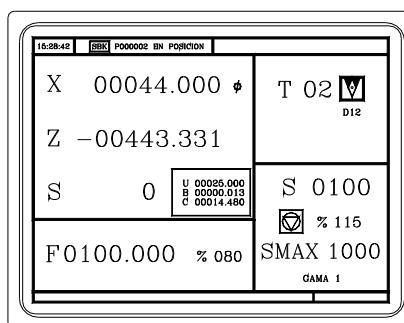 15:28:42 SBK P000002 EN POSICION
X 00044.000 ø
Z -00443.331
S 0
U 00025.000
B 00000.013
C 00014.480
F0100.000 % 080
T 02
D12
S 0100
% 115
SMAX 1000
GAMA 1